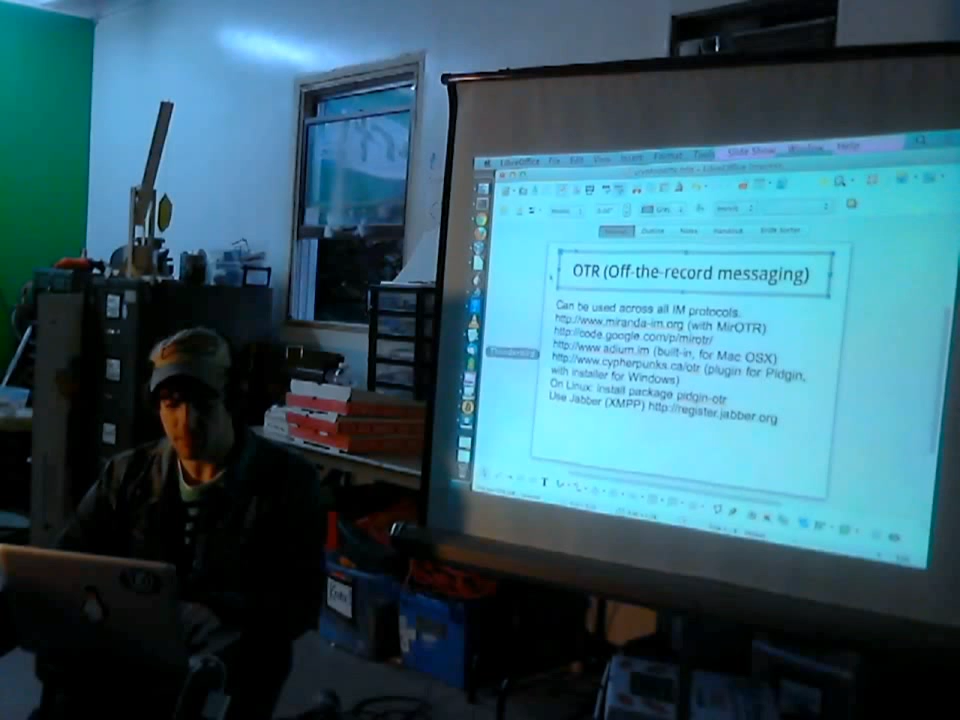 LibreOffice File Edit View Insert Format Tools Slide Show Window Help
Normal Outline Notes Handout Slide Sorter
OTR (Off-the-record messaging)
Can be used across all IM protocols.
http://www.miranda-im.org (with MirOTR)
http://code.google.com/p/mirotr/
http://www.adium.im (built-in, for Mac OSX)
http://www.cypherpunks.ca/otr (plugin for Pidgin,
with installer for Windows)
On Linux: install package pidgin-otr
Use Jabber (XMPP) http://register.jabber.org
Thunderbird